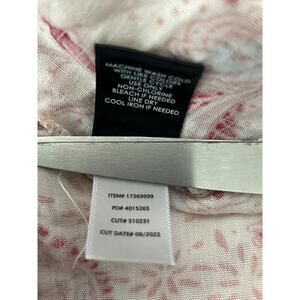 MACHINE WASH COLD
WITH LIKE COLORS
GENTLE CYCLE
USE ONLY
NON-CHLORINE
BLEACH IF NEEDED
LINE DRY
COOL IRON IF NEEDED
ITEM# 17369999
PO# 4015265
CUT# S10231
CUT DATE# 09/2022